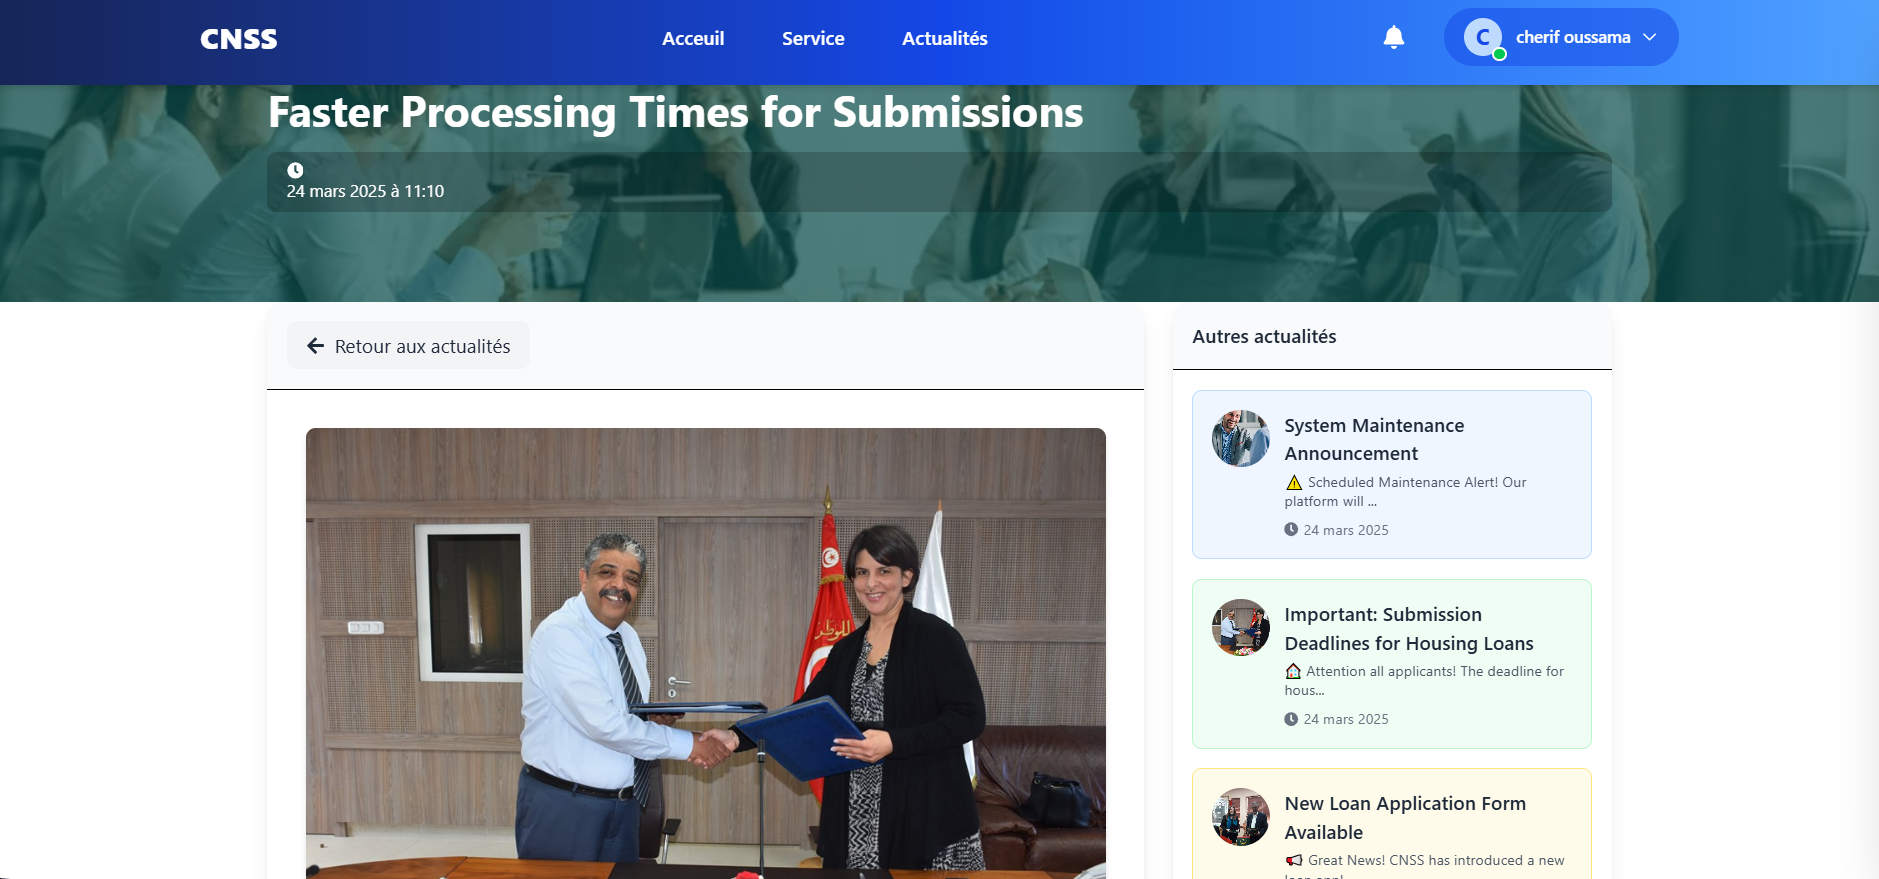 CNSS
Acceuil
Service
Actualités
C
cherif oussama
Faster Processing Times for Submissions
24 mars 2025 à 11:10
Retour aux actualités
للوطن
Autres actualités
System Maintenance
Announcement
⚠️ Scheduled Maintenance Alert! Our
platform will ...
24 mars 2025
Important: Submission
Deadlines for Housing Loans
🏠 Attention all applicants! The deadline for
hous...
24 mars 2025
New Loan Application Form
Available
📢 Great News! CNSS has introduced a new